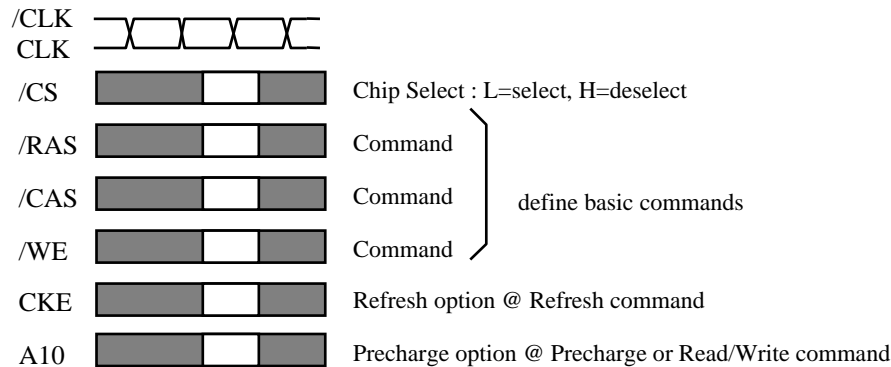 /CLK
CLK
/CS Chip Select : L=select, H=deselect
/RAS Command
/CAS Command define basic commands
/WE Command
CKE Refresh option @ Refresh command
A10 Precharge option @ Precharge or Read/Write command